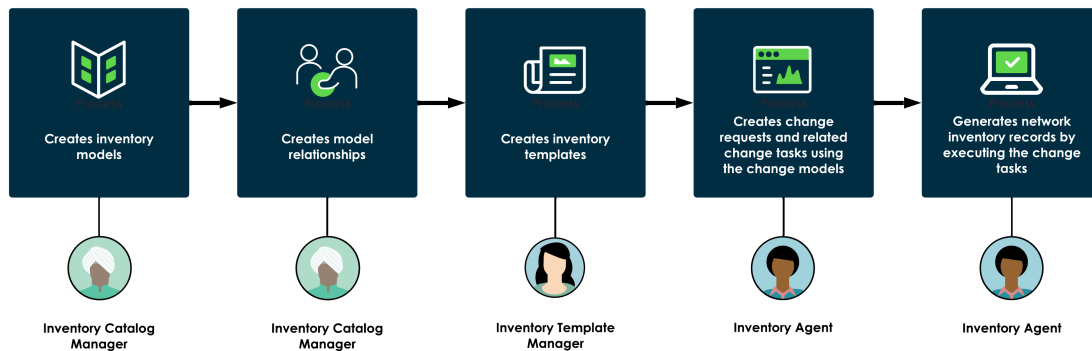 Process
Creates inventory
models
Process
Creates model
relationships
Process
Creates inventory
templates
Process
Creates change
requests and related
change tasks using
the change models
Process
Generates network
inventory records by
executing the change
tasks
Inventory Catalog
Manager
Inventory Catalog
Manager
Inventory Template
Manager
Inventory Agent
Inventory Agent